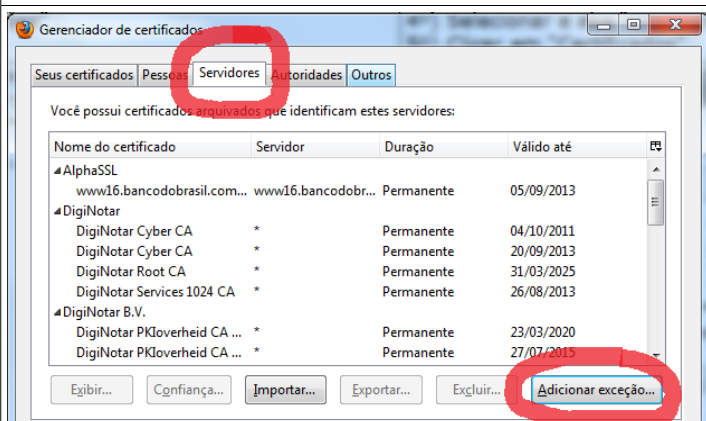 Gerenciador de certificados
Seus certificados Pessoas Servidores Autoridades Outros
Você possui certificados arquivados que identificam estes servidores:
Nome do certificado Servidor Duração Válido até
AlphaSSL
www16.bancodobrasil.com... www16.bancodobr... Permanente 05/09/2013
DigiNotar
DigiNotar Cyber CA * Permanente 04/10/2011
DigiNotar Cyber CA * Permanente 20/09/2013
DigiNotar Root CA * Permanente 31/03/2025
DigiNotar Services 1024 CA * Permanente 26/08/2013
DigiNotar B.V.
DigiNotar PKIoverheid CA ... * Permanente 23/03/2020
DigiNotar PKIoverheid CA ... * Permanente 27/07/2015
Exibir... Confiança... Importar... Exportar... Excluir... Adicionar exceção...